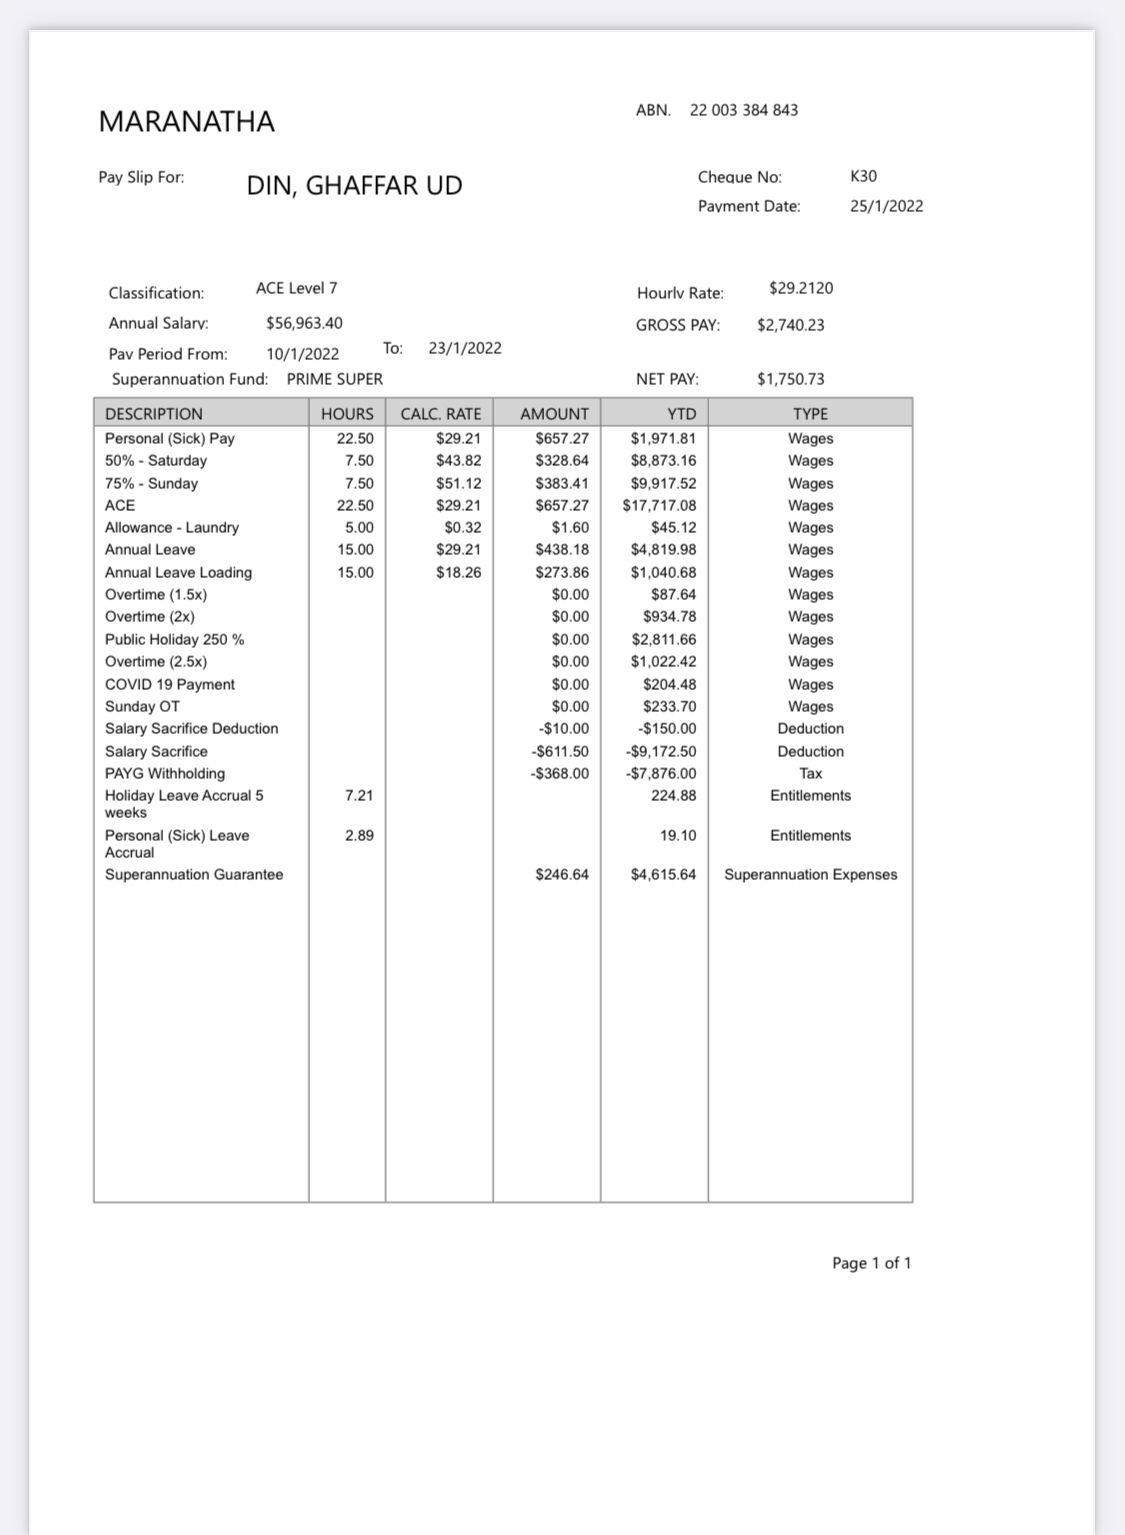 MARANATHA
ABN. 22 003 384 843
Pay Slip For: DIN, GHAFFAR UD
Cheque No: K30
Payment Date: 25/1/2022
Classification: ACE Level 7
Hourly Rate: $29.2120
Annual Salary: $56,963.40
GROSS PAY: $2,740.23
Pay Period From: 10/1/2022 To: 23/1/2022
Superannuation Fund: PRIME SUPER
NET PAY: $1,750.73
DESCRIPTION HOURS CALC. RATE AMOUNT YTD TYPE
Personal (Sick) Pay 22.50 $29.21 $657.27 $1,971.81 Wages
50% - Saturday 7.50 $43.82 $328.64 $8,873.16 Wages
75% - Sunday 7.50 $51.12 $383.41 $9,917.52 Wages
ACE 22.50 $29.21 $657.27 $17,717.08 Wages
Allowance - Laundry 5.00 $0.32 $1.60 $45.12 Wages
Annual Leave 15.00 $29.21 $438.18 $4,819.98 Wages
Annual Leave Loading 15.00 $18.26 $273.86 $1,040.68 Wages
Overtime (1.5x) $0.00 $87.64 Wages
Overtime (2x) $0.00 $934.78 Wages
Public Holiday 250 % $0.00 $2,811.66 Wages
Overtime (2.5x) $0.00 $1,022.42 Wages
COVID 19 Payment $0.00 $204.48 Wages
Sunday OT $0.00 $233.70 Wages
Salary Sacrifice Deduction -$10.00 -$150.00 Deduction
Salary Sacrifice -$611.50 -$9,172.50 Deduction
PAYG Withholding -$368.00 -$7,876.00 Tax
Holiday Leave Accrual 5 7.21 224.88 Entitlements
weeks
Personal (Sick) Leave 2.89 19.10 Entitlements
Accrual
Superannuation Guarantee $246.64 $4,615.64 Superannuation Expenses
Page 1 of 1